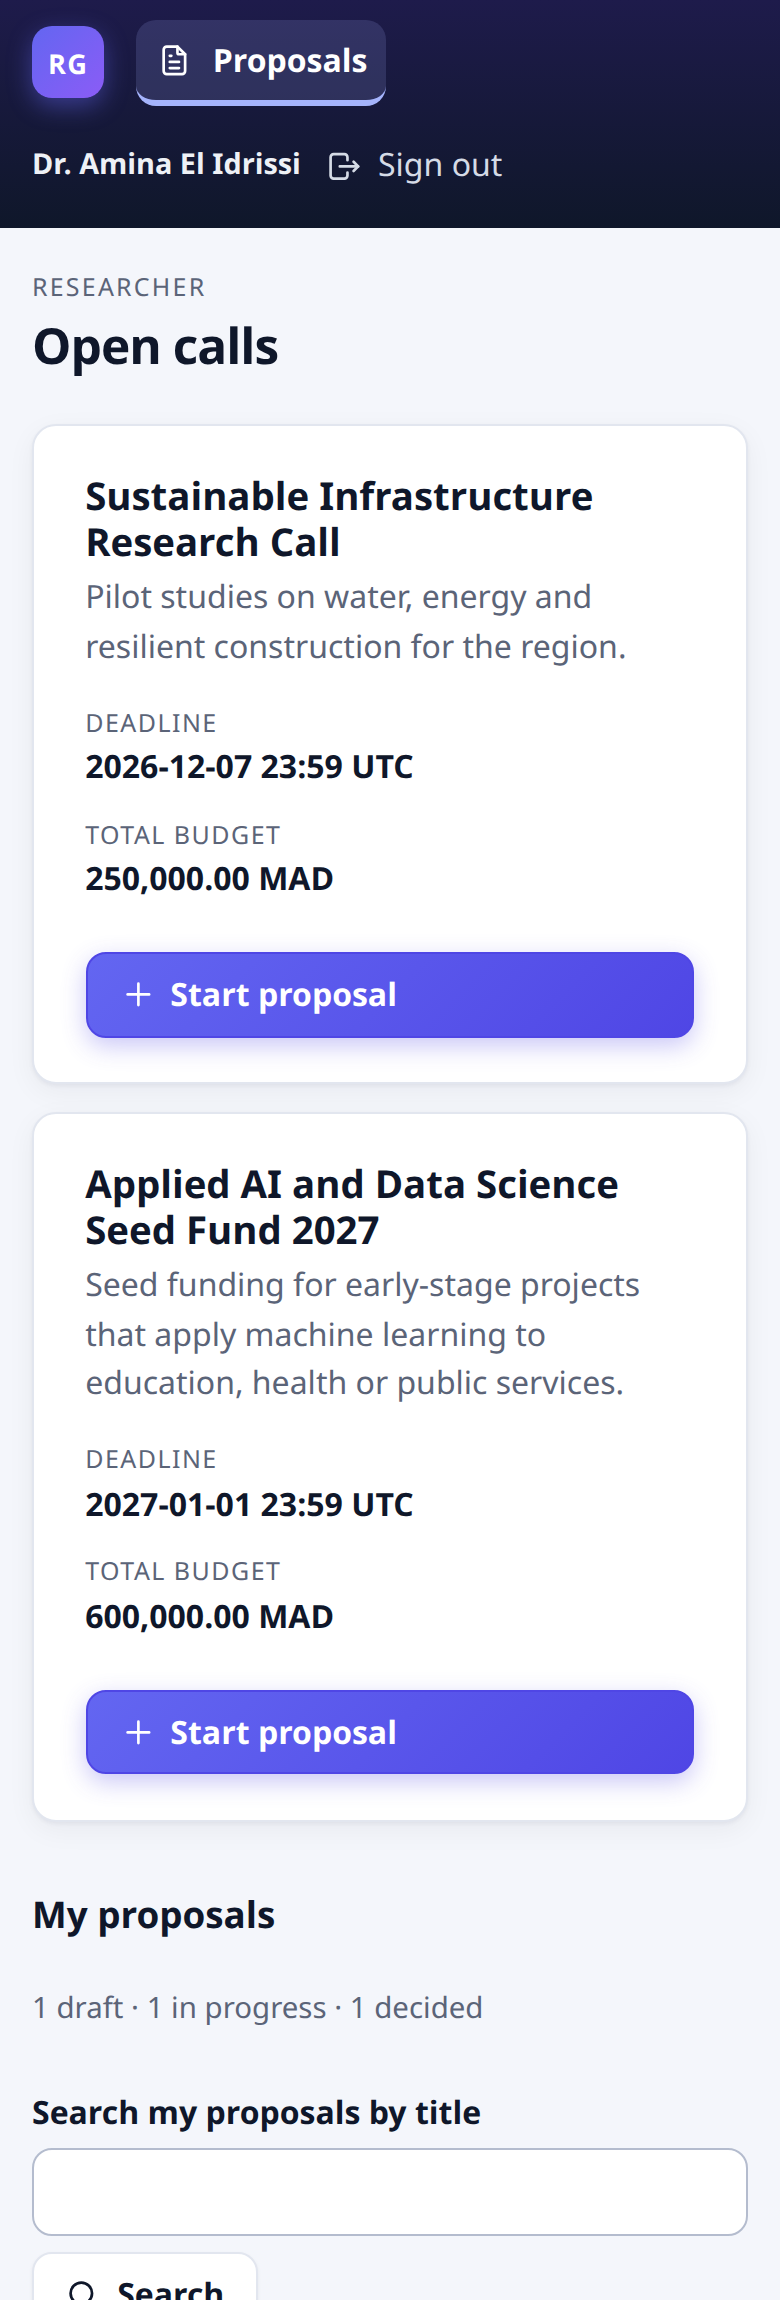 RG
Proposals
Dr. Amina El Idrissi
Sign out
RESEARCHER
Open calls
Sustainable Infrastructure
Research Call
Pilot studies on water, energy and
resilient construction for the region.
DEADLINE
2026-12-07 23:59 UTC
TOTAL BUDGET
250,000.00 MAD
Start proposal
Applied AI and Data Science
Seed Fund 2027
Seed funding for early-stage projects
that apply machine learning to
education, health or public services.
DEADLINE
2027-01-01 23:59 UTC
TOTAL BUDGET
600,000.00 MAD
Start proposal
My proposals
1 draft · 1 in progress · 1 decided
Search my proposals by title
Search